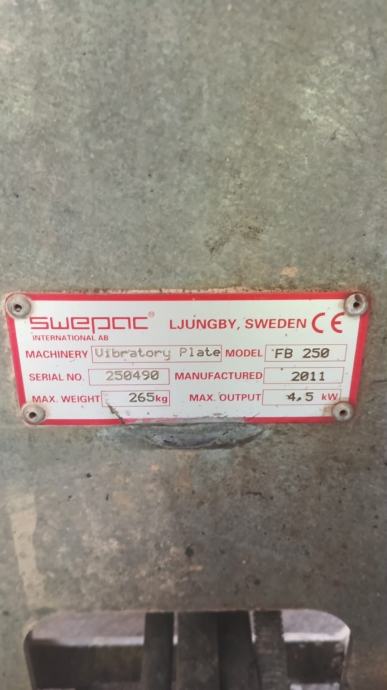 swepac® LJUNGBY, SWEDEN CE
INTERNATIONAL AB
MACHINERY Vibratory Plate MODEL FB 250
SERIAL NO. 250490 MANUFACTURED 2011
MAX. WEIGHT 265kg MAX. OUTPUT 4,5 kW